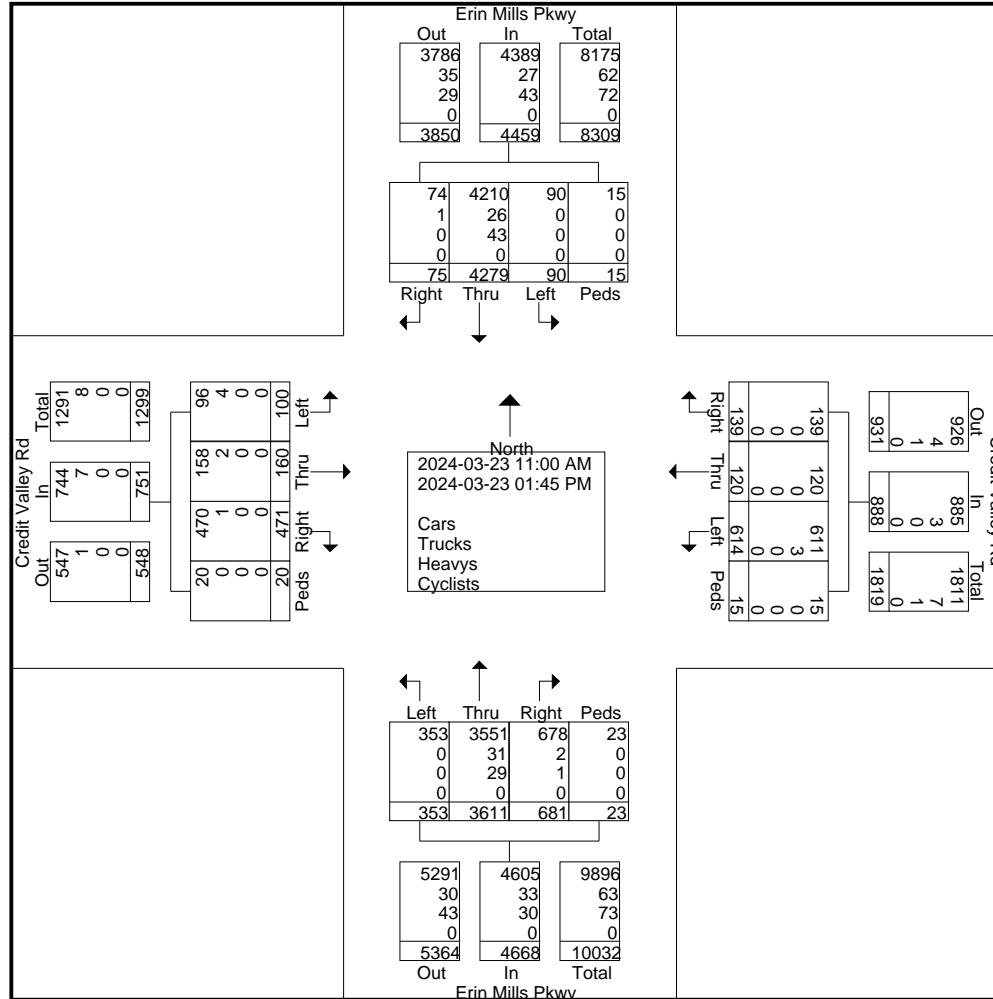 Erin Mills Pkwy
Out In Total
3786 4389 8175
35 27 62
29 43 72
0 0 0
3850 4459 8309
74 4210 90 15
1 26 0 0
0 43 0 0
0 0 0 0
75 4279 90 15
Right Thru Left Peds
Credit Valley Rd
Total
1291 8 0 0 1299
In
744 7 0 0 751
Out
547 1 0 0 548
96 4 0 0 100 Left
158 2 0 0 160 Thru
470 1 0 0 471 Right
20 0 0 0 20 Peds
North
2024-03-23 11:00 AM
2024-03-23 01:45 PM
Cars
Trucks
Heavys
Cyclists
Right 139 0 0 0 139
Thru 120 0 0 0 120
Left 614 0 0 3 611
Peds 15 0 0 0 15
Out
931 0 1 4 926
In
888 0 0 3 885
Total
1819 0 1 7 1811
Credit Valley Rd
Left Thru Right Peds
353 3551 678 23
0 31 2 0
0 29 1 0
0 0 0 0
353 3611 681 23
5291 4605 9896
30 33 63
43 30 73
0 0 0
5364 4668 10032
Out In Total
Erin Mills Pkwy